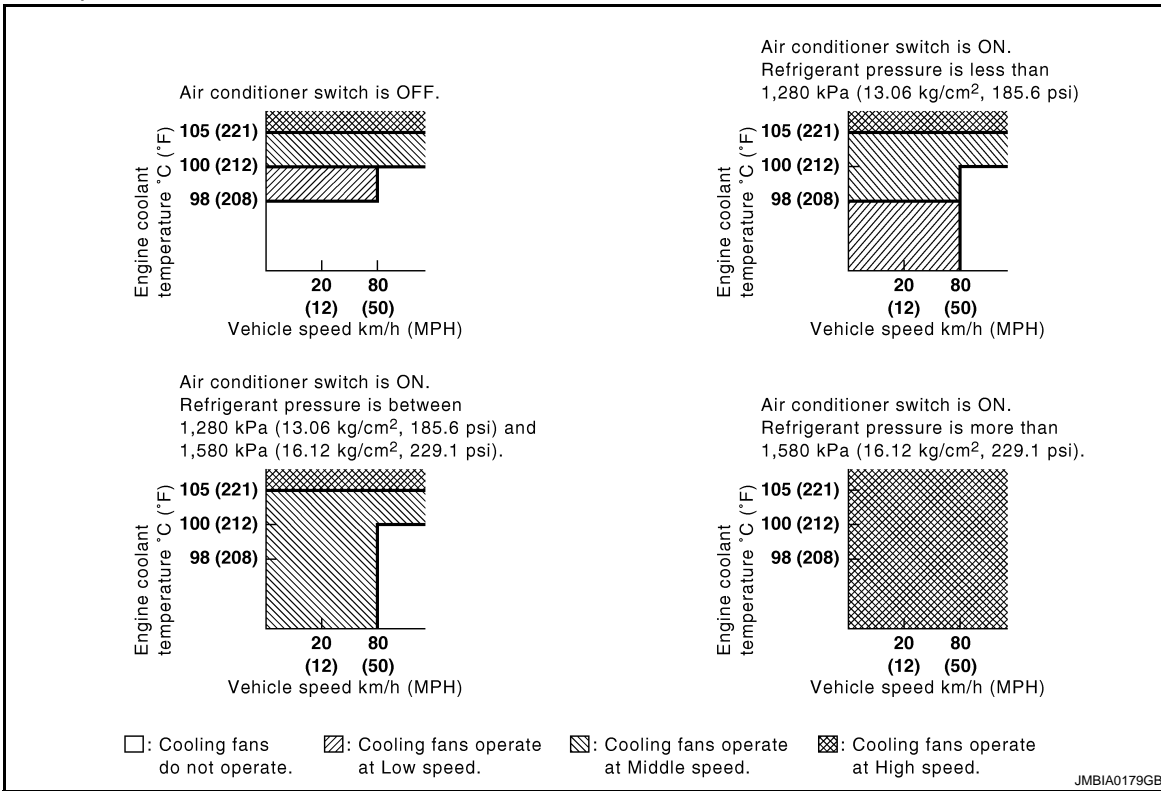 Air conditioner switch is OFF.
Engine coolant
temperature ˚C (˚F)
105 (221)
100 (212)
98 (208)
20
(12)
80
(50)
Vehicle speed km/h (MPH)
Air conditioner switch is ON.
Refrigerant pressure is less than
1,280 kPa (13.06 kg/cm2, 185.6 psi)
Engine coolant
temperature ˚C (˚F)
105 (221)
100 (212)
98 (208)
20
(12)
80
(50)
Vehicle speed km/h (MPH)
Air conditioner switch is ON.
Refrigerant pressure is between
1,280 kPa (13.06 kg/cm2, 185.6 psi) and
1,580 kPa (16.12 kg/cm2, 229.1 psi).
Engine coolant
temperature ˚C (˚F)
105 (221)
100 (212)
98 (208)
20
(12)
80
(50)
Vehicle speed km/h (MPH)
Air conditioner switch is ON.
Refrigerant pressure is more than
1,580 kPa (16.12 kg/cm2, 229.1 psi).
Engine coolant
temperature ˚C (˚F)
105 (221)
100 (212)
98 (208)
20
(12)
80
(50)
Vehicle speed km/h (MPH)
: Cooling fans
do not operate.
: Cooling fans operate
at Low speed.
: Cooling fans operate
at Middle speed.
: Cooling fans operate
at High speed.
JMBIA0179GB